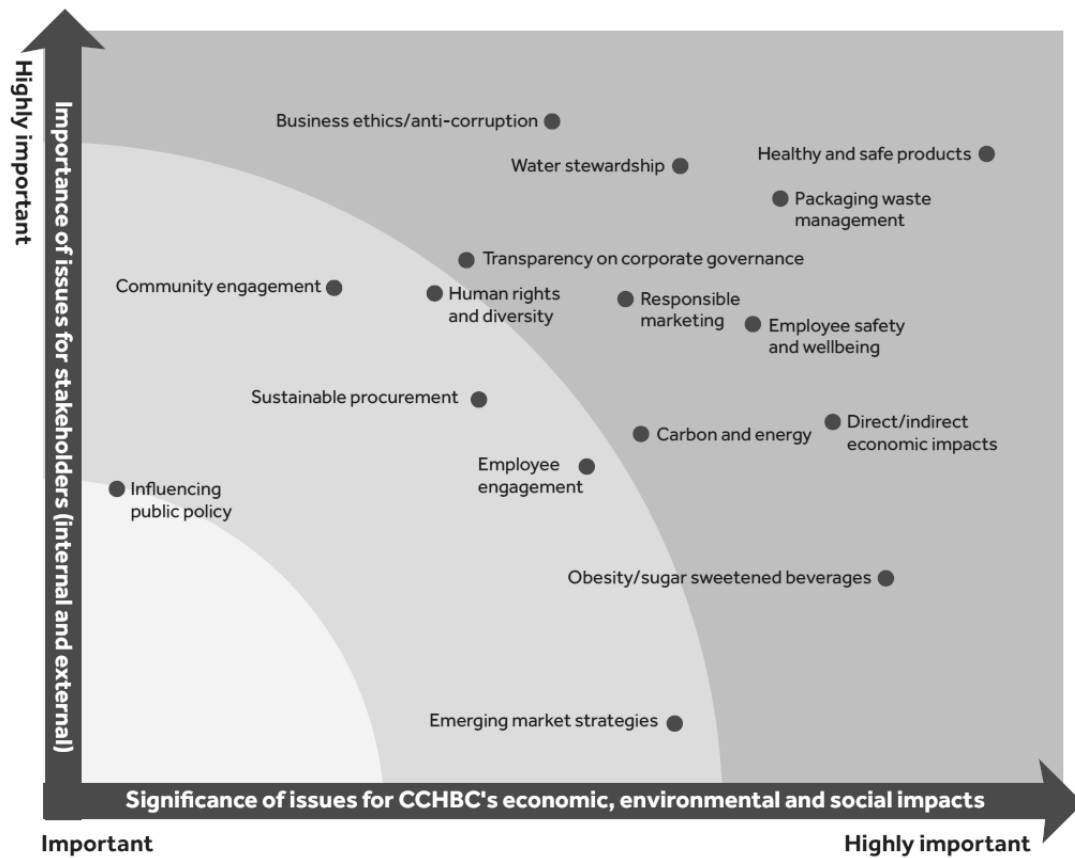 Highly important
Importance of issues for stakeholders (internal and external)
Business ethics/anti-corruption
Water stewardship
Healthy and safe products
Packaging waste
management
Transparency on corporate governance
Community engagement
Human rights
and diversity
Responsible
marketing
Employee safety
and wellbeing
Sustainable procurement
Carbon and energy
Direct/indirect
economic impacts
Employee
engagement
Influencing
public policy
Obesity/sugar sweetened beverages
Emerging market strategies
Significance of issues for CCHBC's economic, environmental and social impacts
Important
Highly important